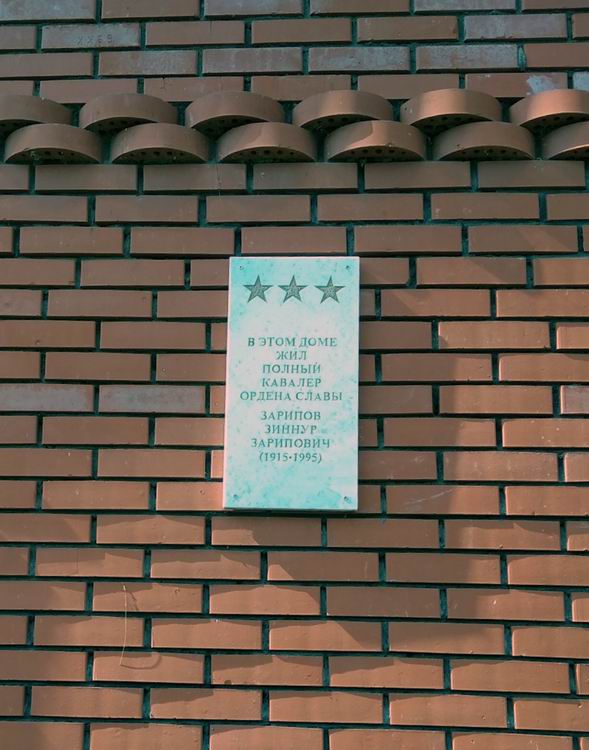 В ЭТОМ ДОМЕ
ЖИЛ
ПОЛНЫЙ
КАВАЛЕР
ОРДЕНА СЛАВЫ
ЗАРИПОВ
ЗИННУР
ЗАРИПОВИЧ
(1915-1995)